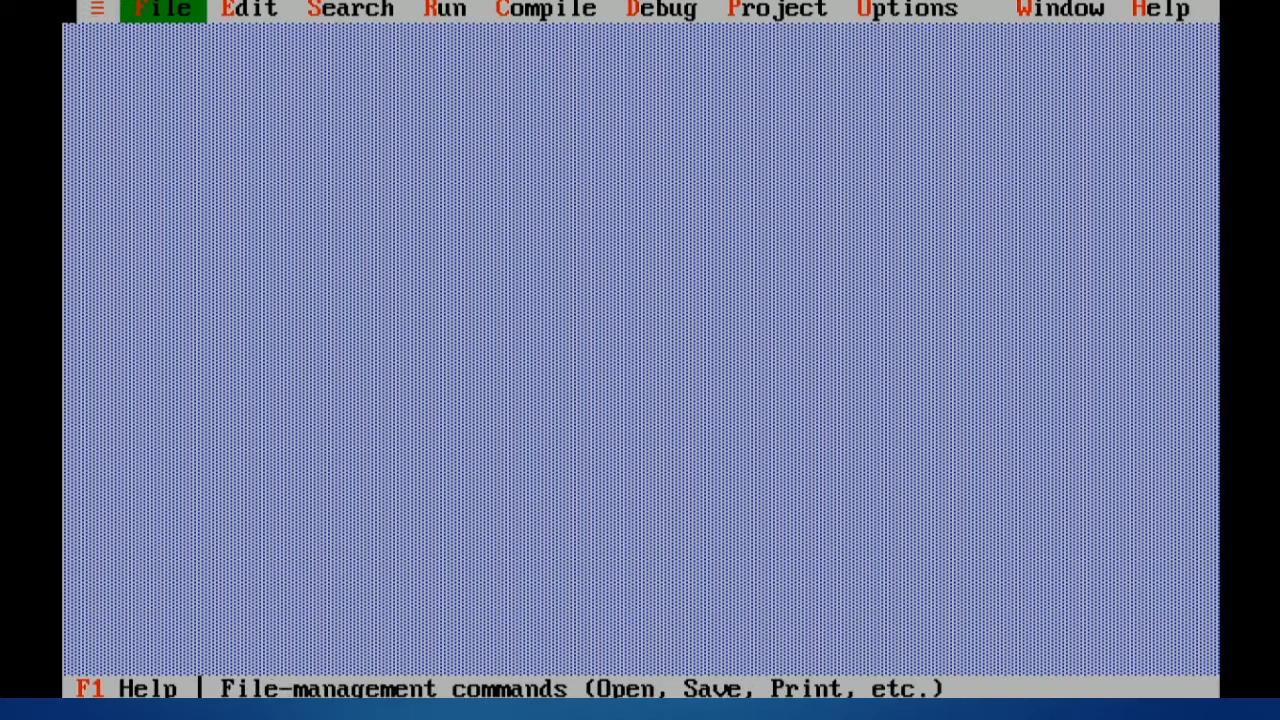 ≡ File Edit Search Run Compile Debug Project Options Window Help
F1 Help | File-management commands (Open, Save, Print, etc.)